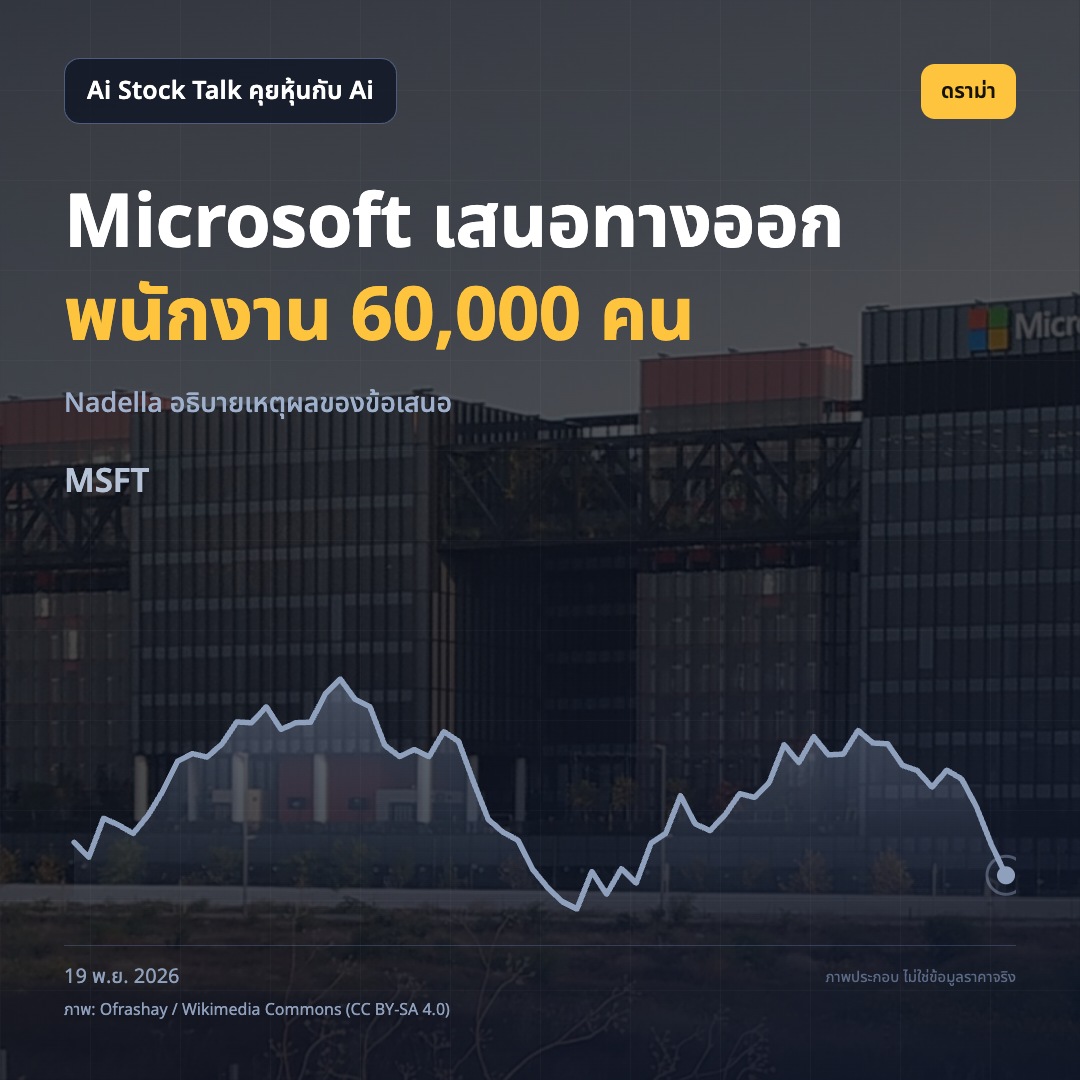 Ai Stock Talk คุยหุ้นกับ Ai
ดราม่า
Microsoft เสนอทางออก
พนักงาน 60,000 คน
Micro
Nadella อธิบายเหตุผลของข้อเสนอ
MSFT
19 พ.ย. 2026
ภาพประกอบ ไม่ใช่ข้อมูลราคาจริง
ภาพ: Ofrashay / Wikimedia Commons (CC BY-SA 4.0)